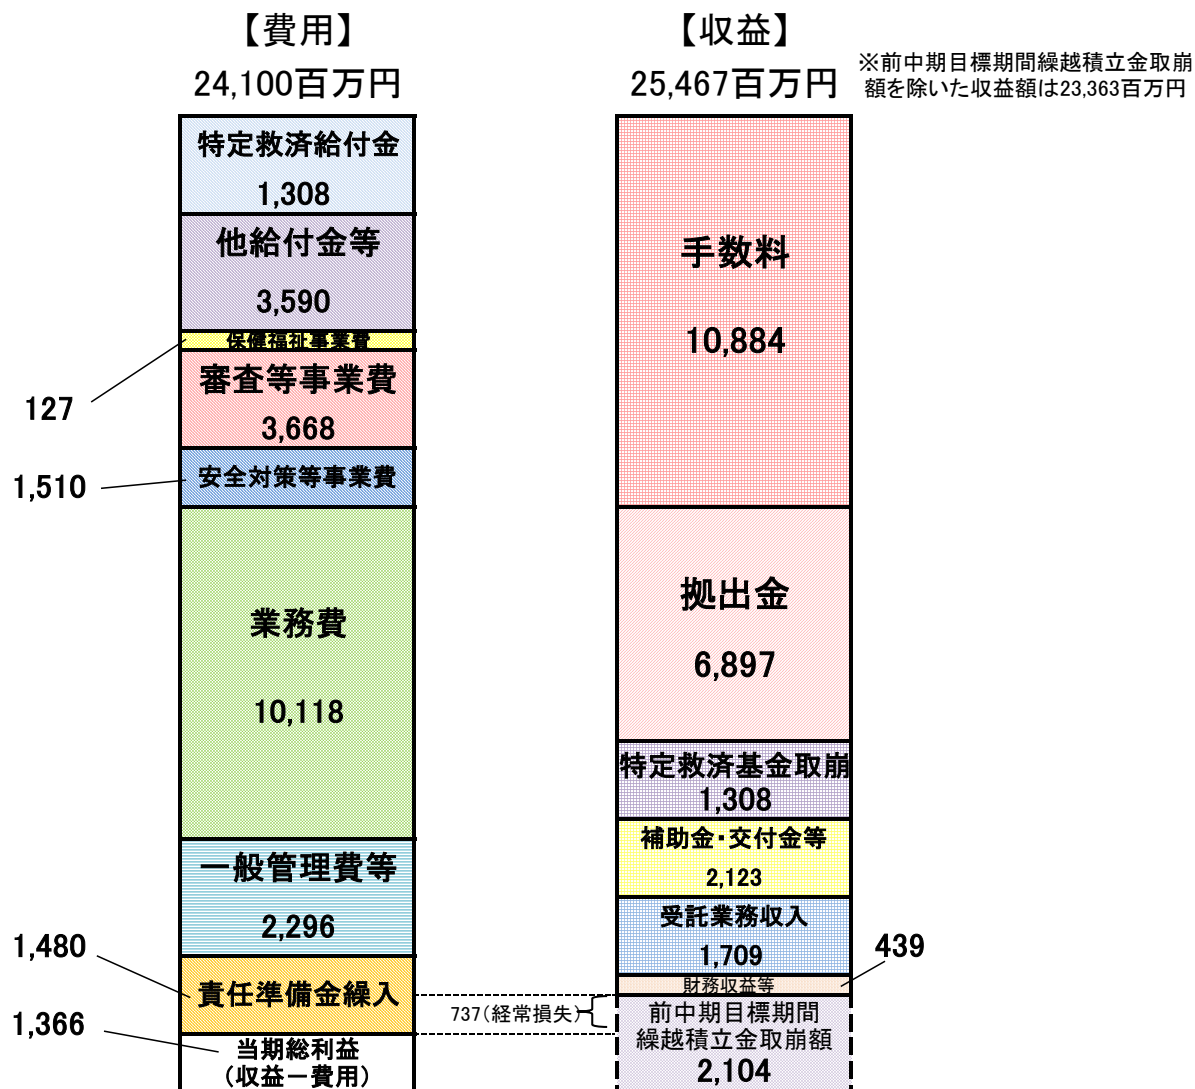 【費用】
24,100百万円
特定救済給付金
1,308
他給付金等
3,590
保健福祉事業費
127
審査等事業費
3,668
安全対策等事業費
1,510
業務費
10,118
一般管理費等
2,296
責任準備金繰入
1,480
当期総利益
(収益－費用)
1,366
737(経常損失)
【収益】
25,467百万円
※前中期目標期間繰越積立金取崩
額を除いた収益額は23,363百万円
手数料
10,884
拠出金
6,897
特定救済基金取崩
1,308
補助金・交付金等
2,123
受託業務収入
1,709
財務収益等
439
前中期目標期間
繰越積立金取崩額
2,104